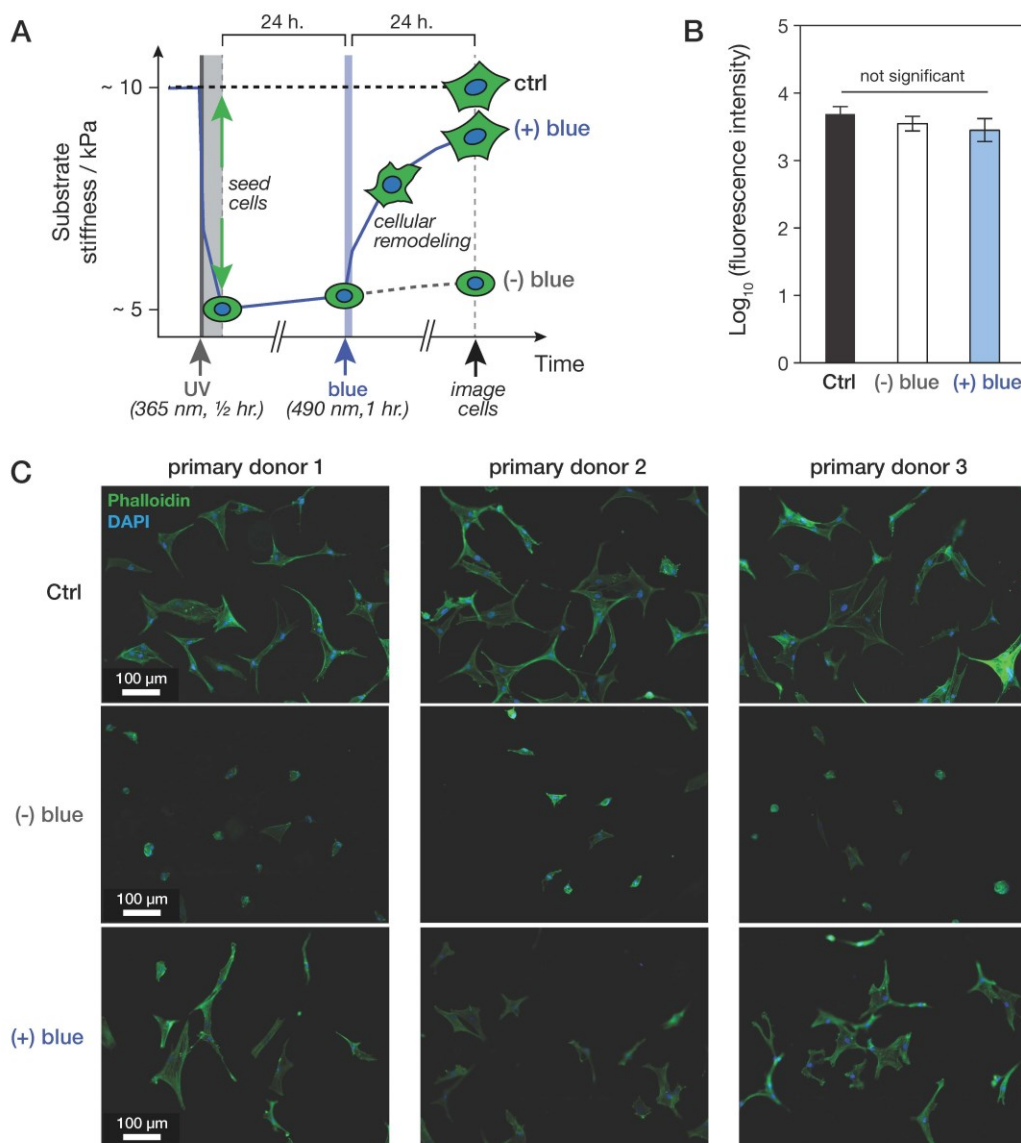 A
24 h.
24 h.
Substrate
stiffness / kPa
~ 10
~ 5
seed
cells
cellular
remodeling
ctrl
(+) blue
(-) blue
Time
UV
(365 nm, ½ hr.)
blue
(490 nm,1 hr.)
image
cells
B
Log10 (fluorescence intensity)
5
4
3
2
1
0
not significant
Ctrl
(-) blue
(+) blue
C
primary donor 1
primary donor 2
primary donor 3
Phalloidin
DAPI
Ctrl
100 µm
(-) blue
100 µm
(+) blue
100 µm